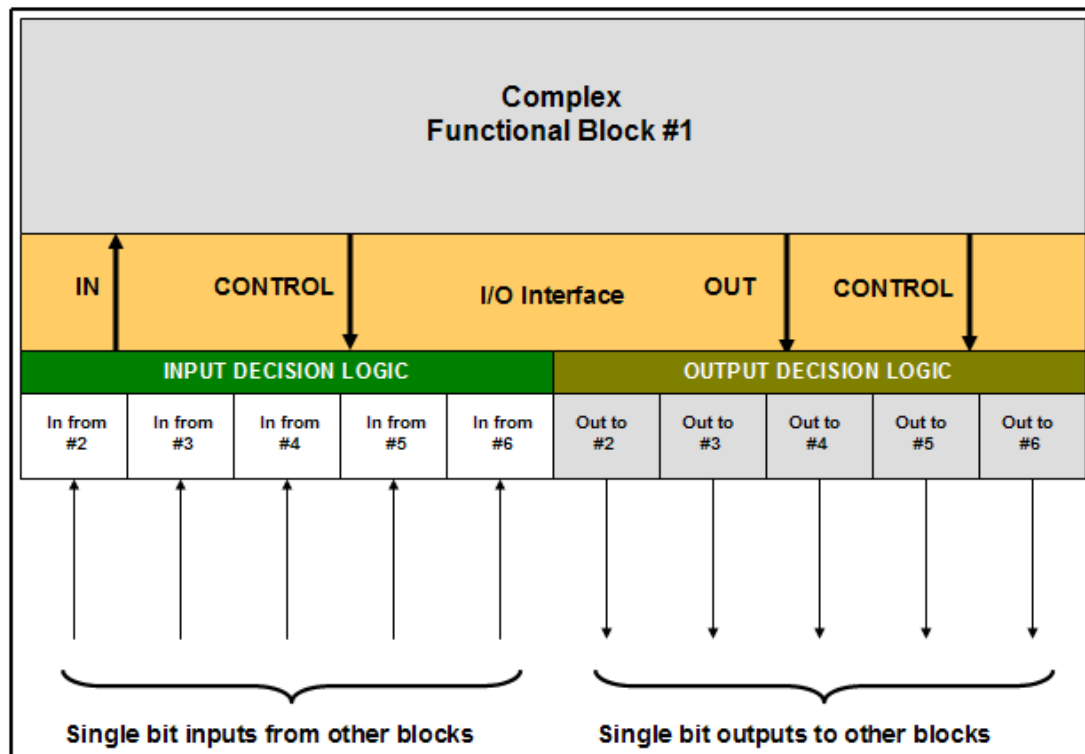 Complex
Functional Block #1
IN
CONTROL
I/O Interface
OUT
CONTROL
INPUT DECISION LOGIC
OUTPUT DECISION LOGIC
In from
#2
In from
#3
In from
#4
In from
#5
In from
#6
Out to
#2
Out to
#3
Out to
#4
Out to
#5
Out to
#6
Single bit inputs from other blocks
Single bit outputs to other blocks